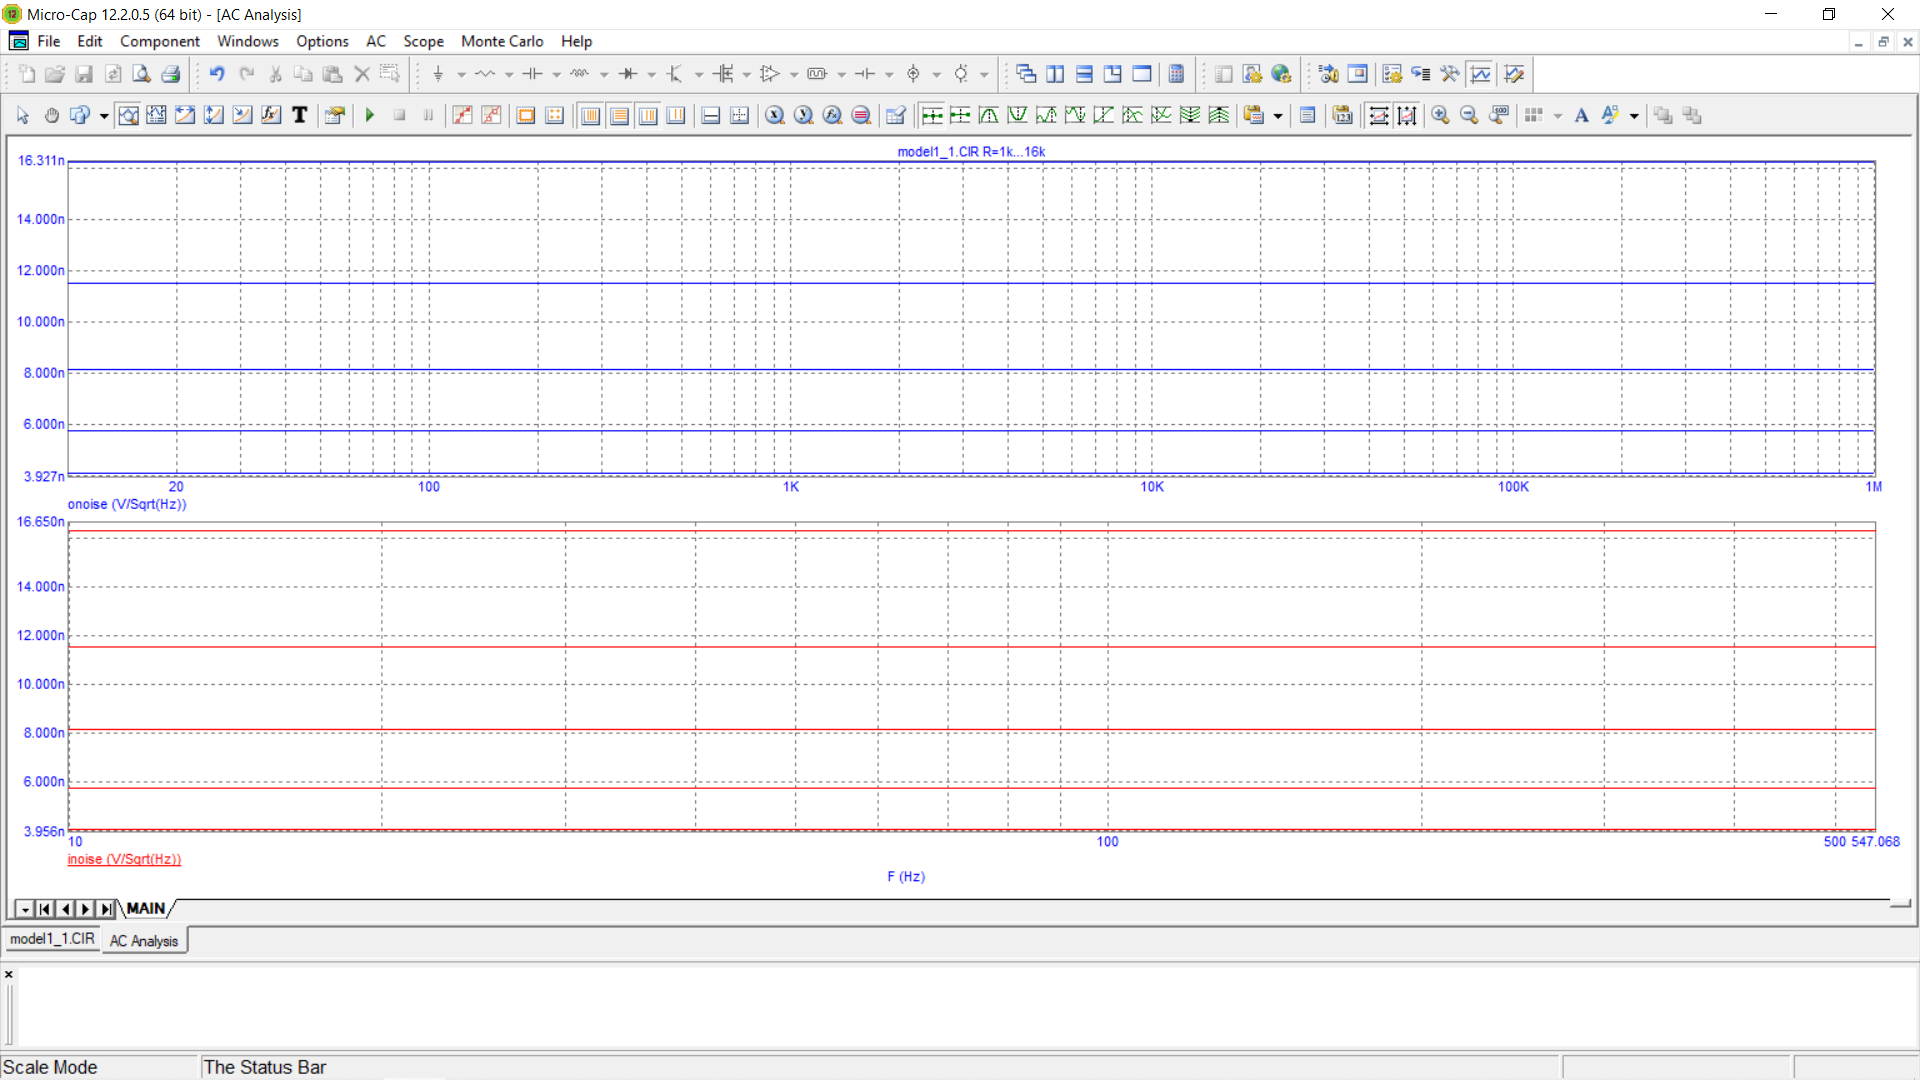 Micro-Cap 12.2.0.5 (64 bit) - [AC Analysis]
File Edit Component Windows Options AC Scope Monte Carlo Help
model1_1.CIR R=1k...16k
16.311n
14.000n
12.000n
10.000n
8.000n
6.000n
3.927n
20 100 1K 10K 100K 1M
onoise (V/Sqrt(Hz))
16.650n
14.000n
12.000n
10.000n
8.000n
6.000n
3.956n
10 100 500 547.068
inoise (V/Sqrt(Hz))
F (Hz)
MAIN
model1_1.CIR AC Analysis
Scale Mode The Status Bar